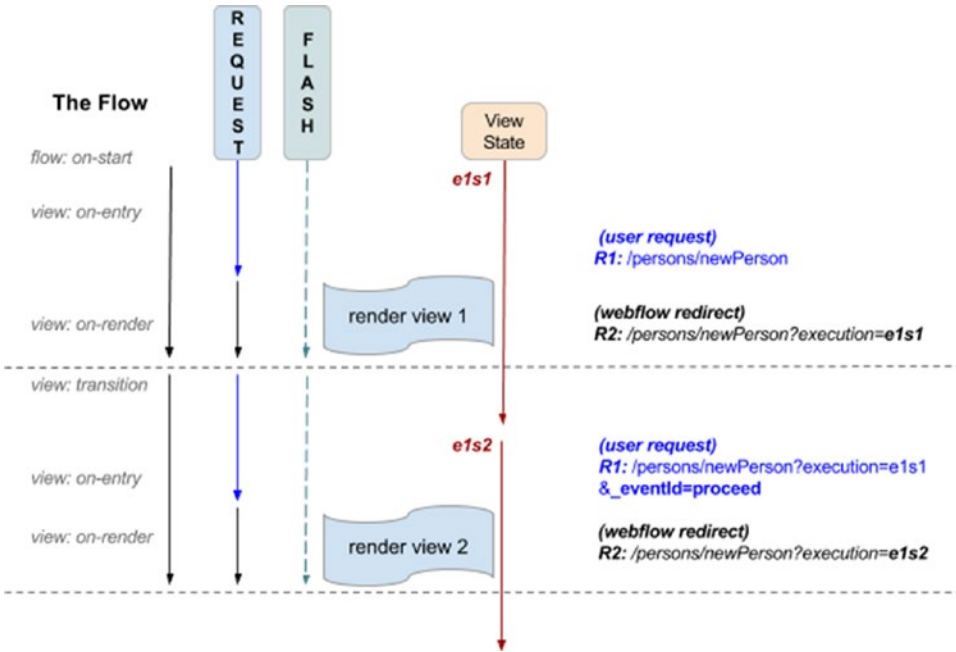 REQUEST
FLASH
The Flow
View
State
flow: on-start
e1s1
view: on-entry
(user request)
R1: /persons/newPerson
render view 1
(webflow redirect)
view: on-render
R2: /persons/newPerson?execution=e1s1
view: transition
e1s2
(user request)
R1: /persons/newPerson?execution=e1s1
view: on-entry
&_eventId=proceed
view: on-render
render view 2
(webflow redirect)
R2: /persons/newPerson?execution=e1s2